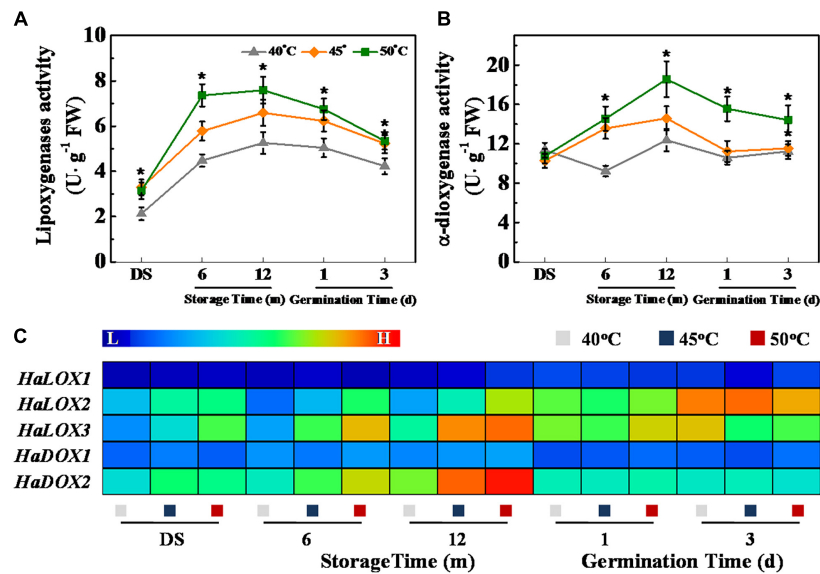 A
Lipoxygenases activity
(U· g⁻¹ FW)
10
8
6
4
2
0
40°C 45° 50°C
* * * * * *
DS 6 12 1 3
Storage Time (m) Germination Time (d)
B
α-dioxygenase activity
(U· g⁻¹ FW)
20
16
12
8
4
0
* * * * *
DS 6 12 1 3
Storage Time (m) Germination Time (d)
C
L H
40°C 45°C 50°C
HaLOX1
HaLOX2
HaLOX3
HaDOX1
HaDOX2
DS 6 12 1 3
StorageTime (m) Germination Time (d)